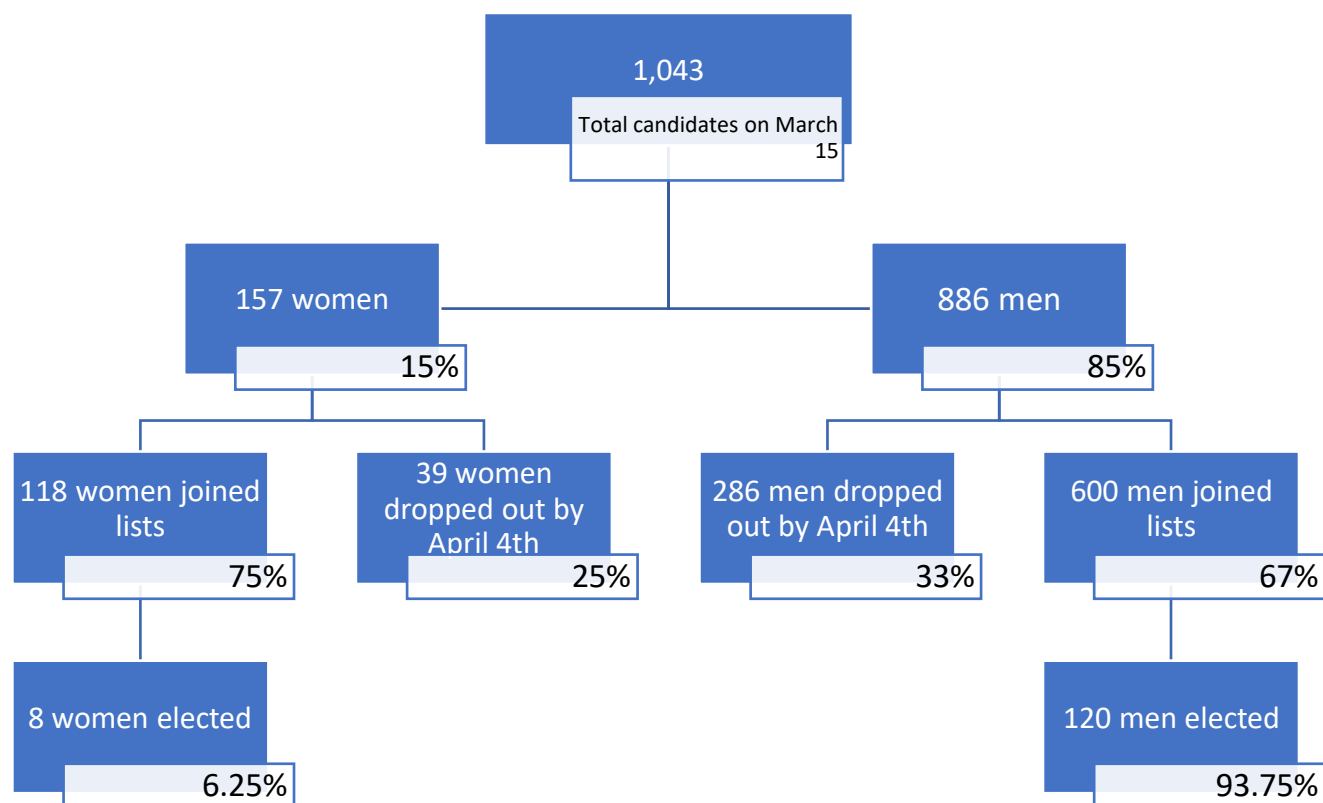 1,043
Total candidates on March
15
157 women
15%
886 men
85%
118 women joined
lists
75%
39 women
dropped out by
April 4th
25%
286 men dropped
out by April 4th
33%
600 men joined
lists
67%
8 women elected
6.25%
120 men elected
93.75%